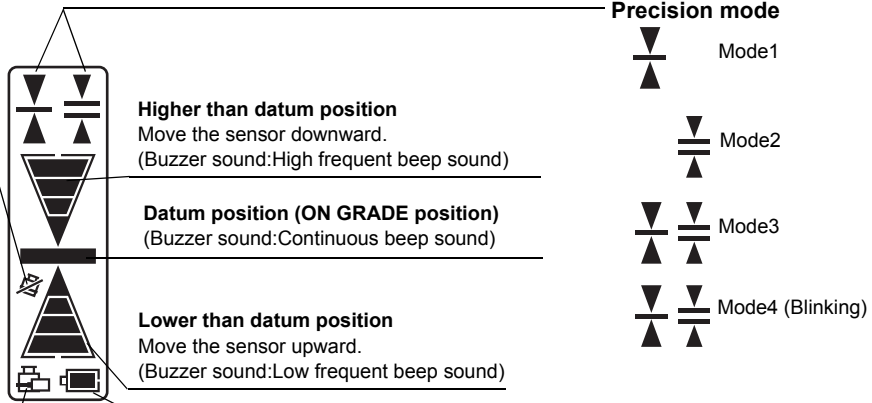 Precision mode
Mode1
Mode2
Mode3
Mode4 (Blinking)
Higher than datum position
Move the sensor downward.
(Buzzer sound:High frequent beep sound)
Datum position (ON GRADE position)
(Buzzer sound:Continuous beep sound)
Lower than datum position
Move the sensor upward.
(Buzzer sound:Low frequent beep sound)